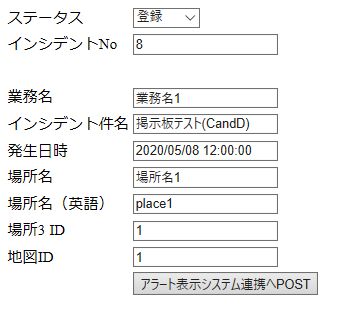 ステータス 登録
インシデントNo 8
業務名 業務名1
インシデント件名 掲示板テスト(CandD)
発生日時 2020/05/08 12:00:00
場所名 場所名1
場所名（英語） place1
場所3 ID 1
地図ID 1
アラート表示システム連携へPOST